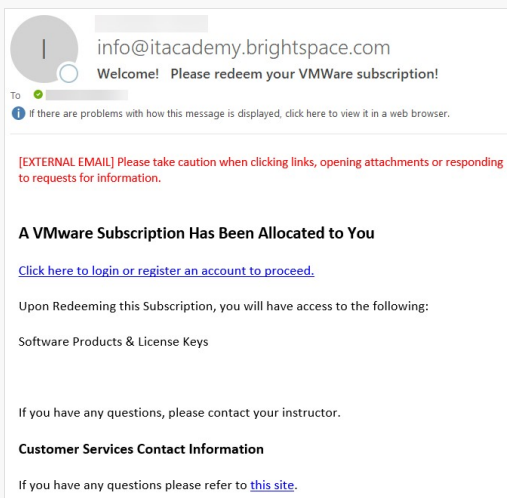 I
info@itacademy.brightspace.com
Welcome!   Please redeem your VMWare subscription!
To
If there are problems with how this message is displayed, click here to view it in a web browser.
[EXTERNAL EMAIL] Please take caution when clicking links, opening attachments or responding
to requests for information.
A VMware Subscription Has Been Allocated to You
Click here to login or register an account to proceed.
Upon Redeeming this Subscription, you will have access to the following:
Software Products & License Keys
If you have any questions, please contact your instructor.
Customer Services Contact Information
If you have any questions please refer to this site.